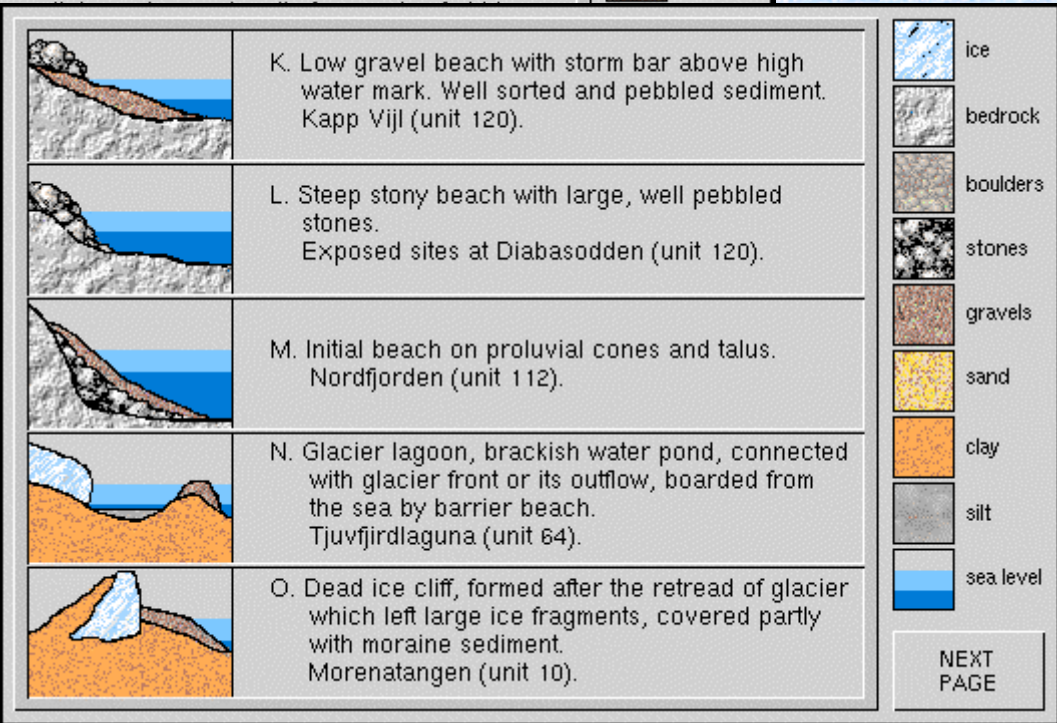 K. Low gravel beach with storm bar above high
water mark. Well sorted and pebbled sediment.
Kapp Vijl (unit 120).
L. Steep stony beach with large, well pebbled
stones.
Exposed sites at Diabasodden (unit 120).
M. Initial beach on proluvial cones and talus.
Nordfjorden (unit 112).
N. Glacier lagoon, brackish water pond, connected
with glacier front or its outflow, boarded from
the sea by barrier beach.
Tjuvfjirdlaguna (unit 64).
O. Dead ice cliff, formed after the retread of glacier
which left large ice fragments, covered partly
with moraine sediment.
Morenatangen (unit 10).
ice
bedrock
boulders
stones
gravels
sand
clay
silt
sea level
NEXT
PAGE